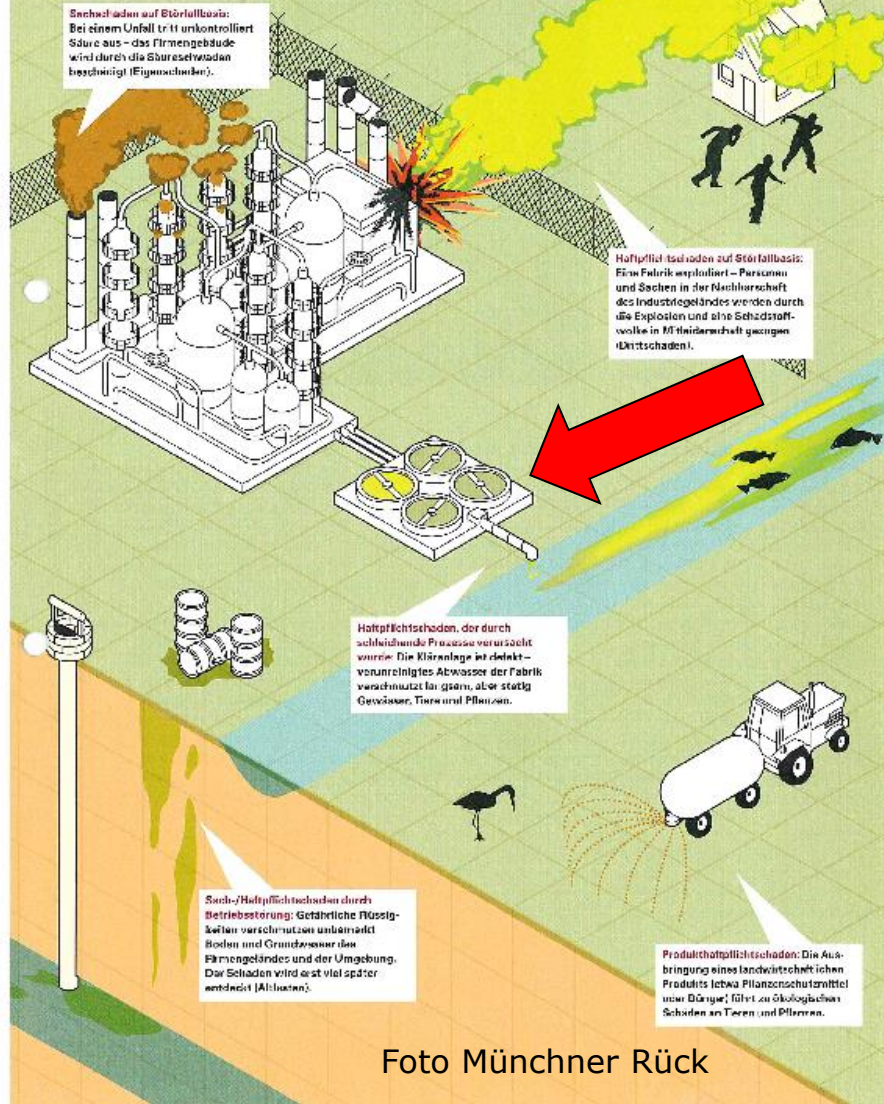 Sachschaden auf Störfallbasis:
Bei einem Unfall tritt unkontrolliert
Säure aus – das Firmengebäude
wird durch die Säureschwaden
beschädigt (Eigenschaden).
Haftpflichtschaden auf Störfallbasis:
Eine Fabrik explodiert – Personen
und Sachen in der Nachbarschaft
des Industriegeländes werden durch
die Explosion und eine Schadstoff-
wolke in Mitleidenschaft gezogen
(Drittschaden).
Haftpflichtschaden, der durch
schleichende Prozesse verursacht
wurde: Die Kläranlage ist defekt –
verunreinigtes Abwasser der Fabrik
verschmutzt langsam, aber stetig
Gewässer, Tiere und Pflanzen.
Sach-/Haftpflichtschaden durch
Betriebsstörung: Gefährliche Flüssig-
keiten verschmutzen unbemerkt
Boden und Grundwasser des
Firmengeländes und der Umgebung.
Der Schaden wird erst viel später
entdeckt (Altlasten).
Produkthaftpflichtschaden: Die Aus-
bringung eines landwirtschaftlichen
Produkts (etwa Pflanzenschutzmittel
oder Dünger) führt zu ökologischen
Schäden an Tieren und Pflanzen.
Foto Münchner Rück